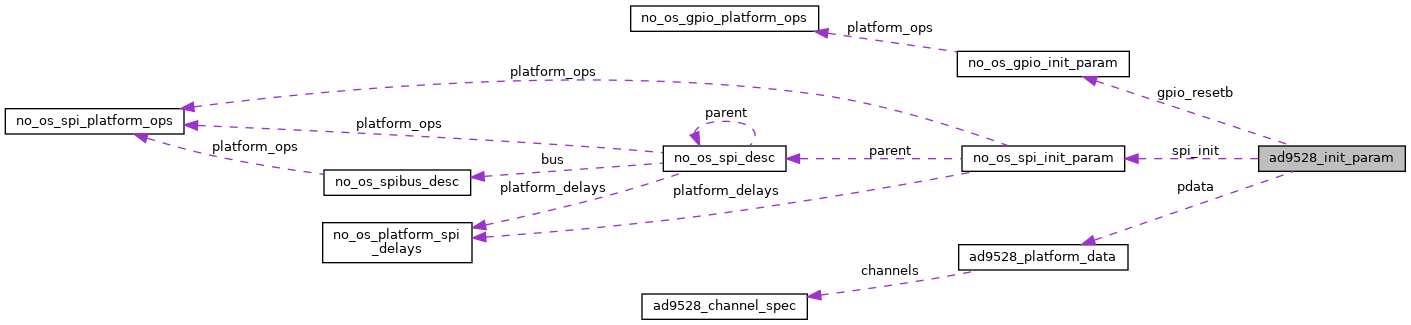 no_os_gpio_platform_ops
platform_ops
no_os_gpio_init_param
platform_ops
gpio_resetb
no_os_spi_platform_ops
platform_ops
parent
platform_ops
bus
no_os_spi_desc
parent
no_os_spi_init_param
spi_init
ad9528_init_param
no_os_spibus_desc
platform_delays
platform_delays
pdata
no_os_platform_spi
_delays
ad9528_platform_data
channels
ad9528_channel_spec